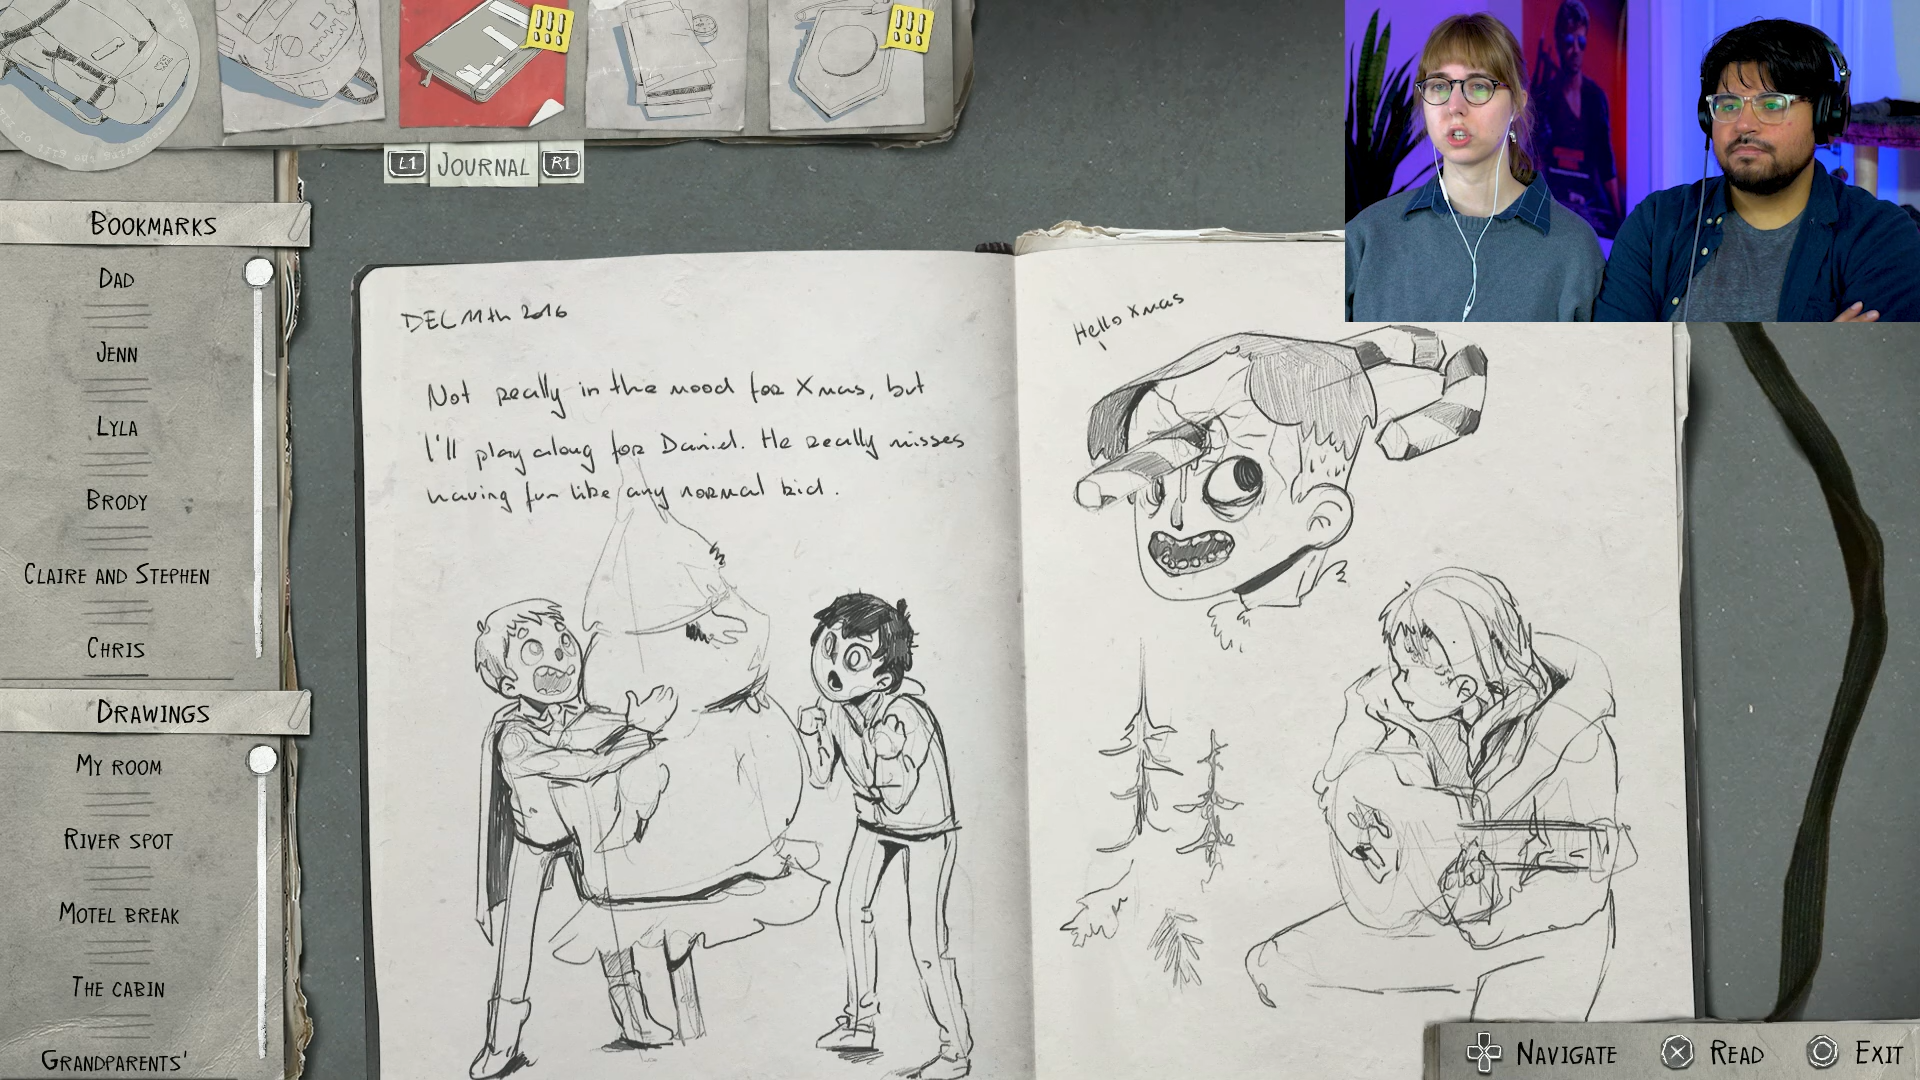 L1 JOURNAL R1
BOOKMARKS
DAD
JENN
LYLA
BRODY
CLAIRE AND STEPHEN
CHRIS
DRAWINGS
MY ROOM
RIVER SPOT
MOTEL BREAK
THE CABIN
GRANDPARENTS'
DEC 11th 2016
Not really in the mood for Xmas, but
I'll play along for Daniel. He really misses
having fun like any normal kid.
Hello Xmas
NAVIGATE
READ
EXIT